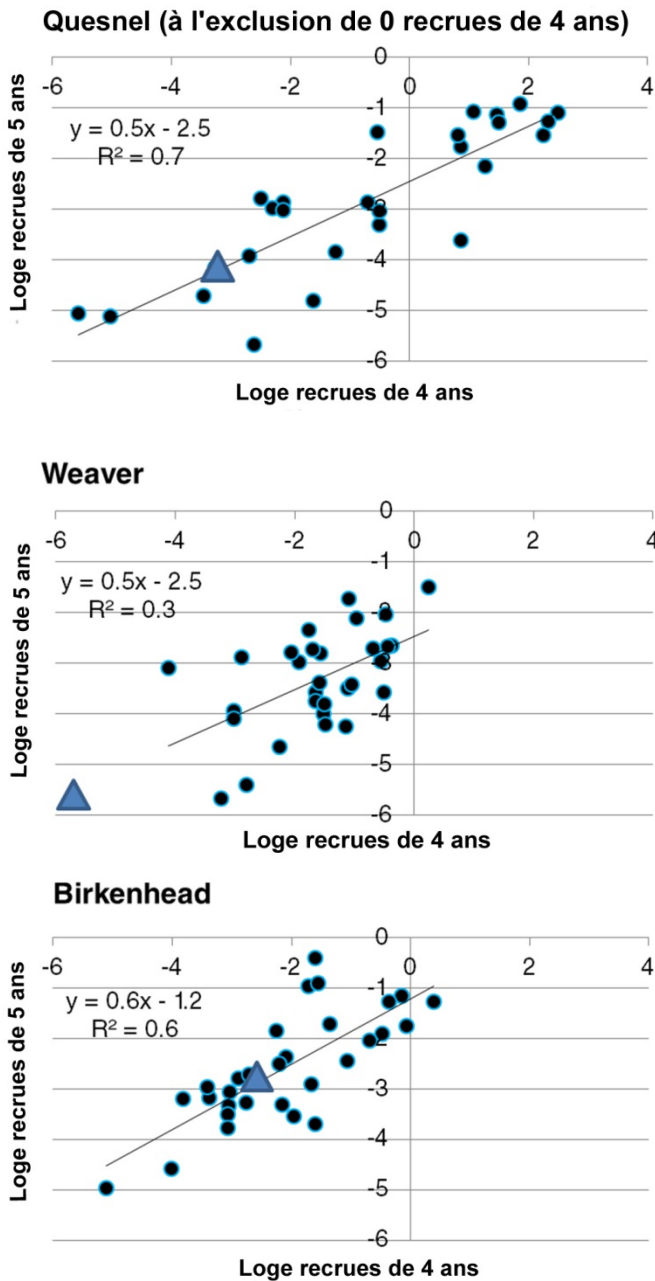 Quesnel (à l'exclusion de 0 recrues de 4 ans)
-6 -4 -2 0 2 4
0
-1
-2
-3
-4
-5
-6
y = 0.5x - 2.5
R² = 0.7
Loge recrues de 5 ans
Loge recrues de 4 ans
Weaver
-6 -4 -2 0 2 4
0
-1
-2
-3
-4
-5
-6
y = 0.5x - 2.5
R² = 0.3
Loge recrues de 5 ans
Loge recrues de 4 ans
Birkenhead
-6 -4 -2 0 2 4
0
-1
-2
-3
-4
-5
-6
y = 0.6x - 1.2
R² = 0.6
Loge recrues de 5 ans
Loge recrues de 4 ans